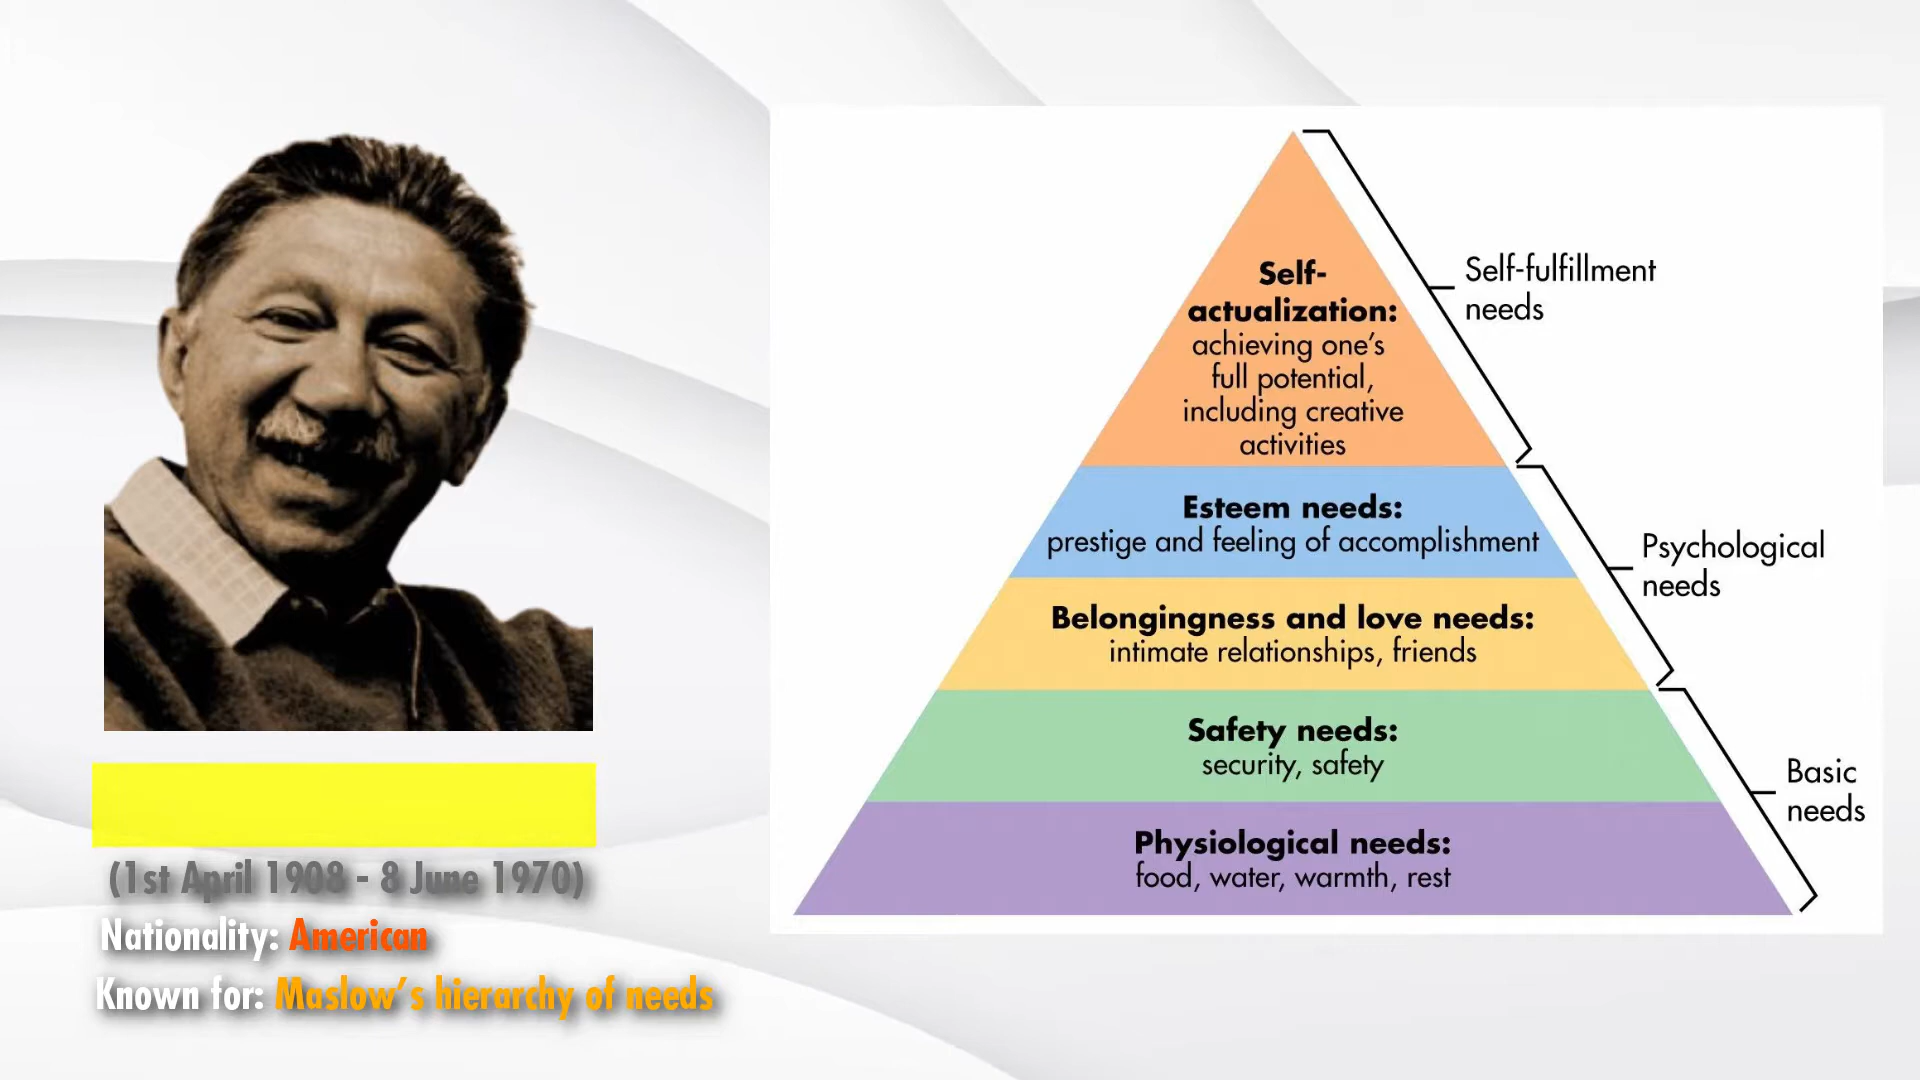 (1st April 1908 - 8 June 1970)
Nationality: American
Known for: Maslow's hierarchy of needs
Self-
actualization:
achieving one's
full potential,
including creative
activities
Esteem needs:
prestige and feeling of accomplishment
Belongingness and love needs:
intimate relationships, friends
Safety needs:
security, safety
Physiological needs:
food, water, warmth, rest
Self-fulfillment
needs
Psychological
needs
Basic
needs